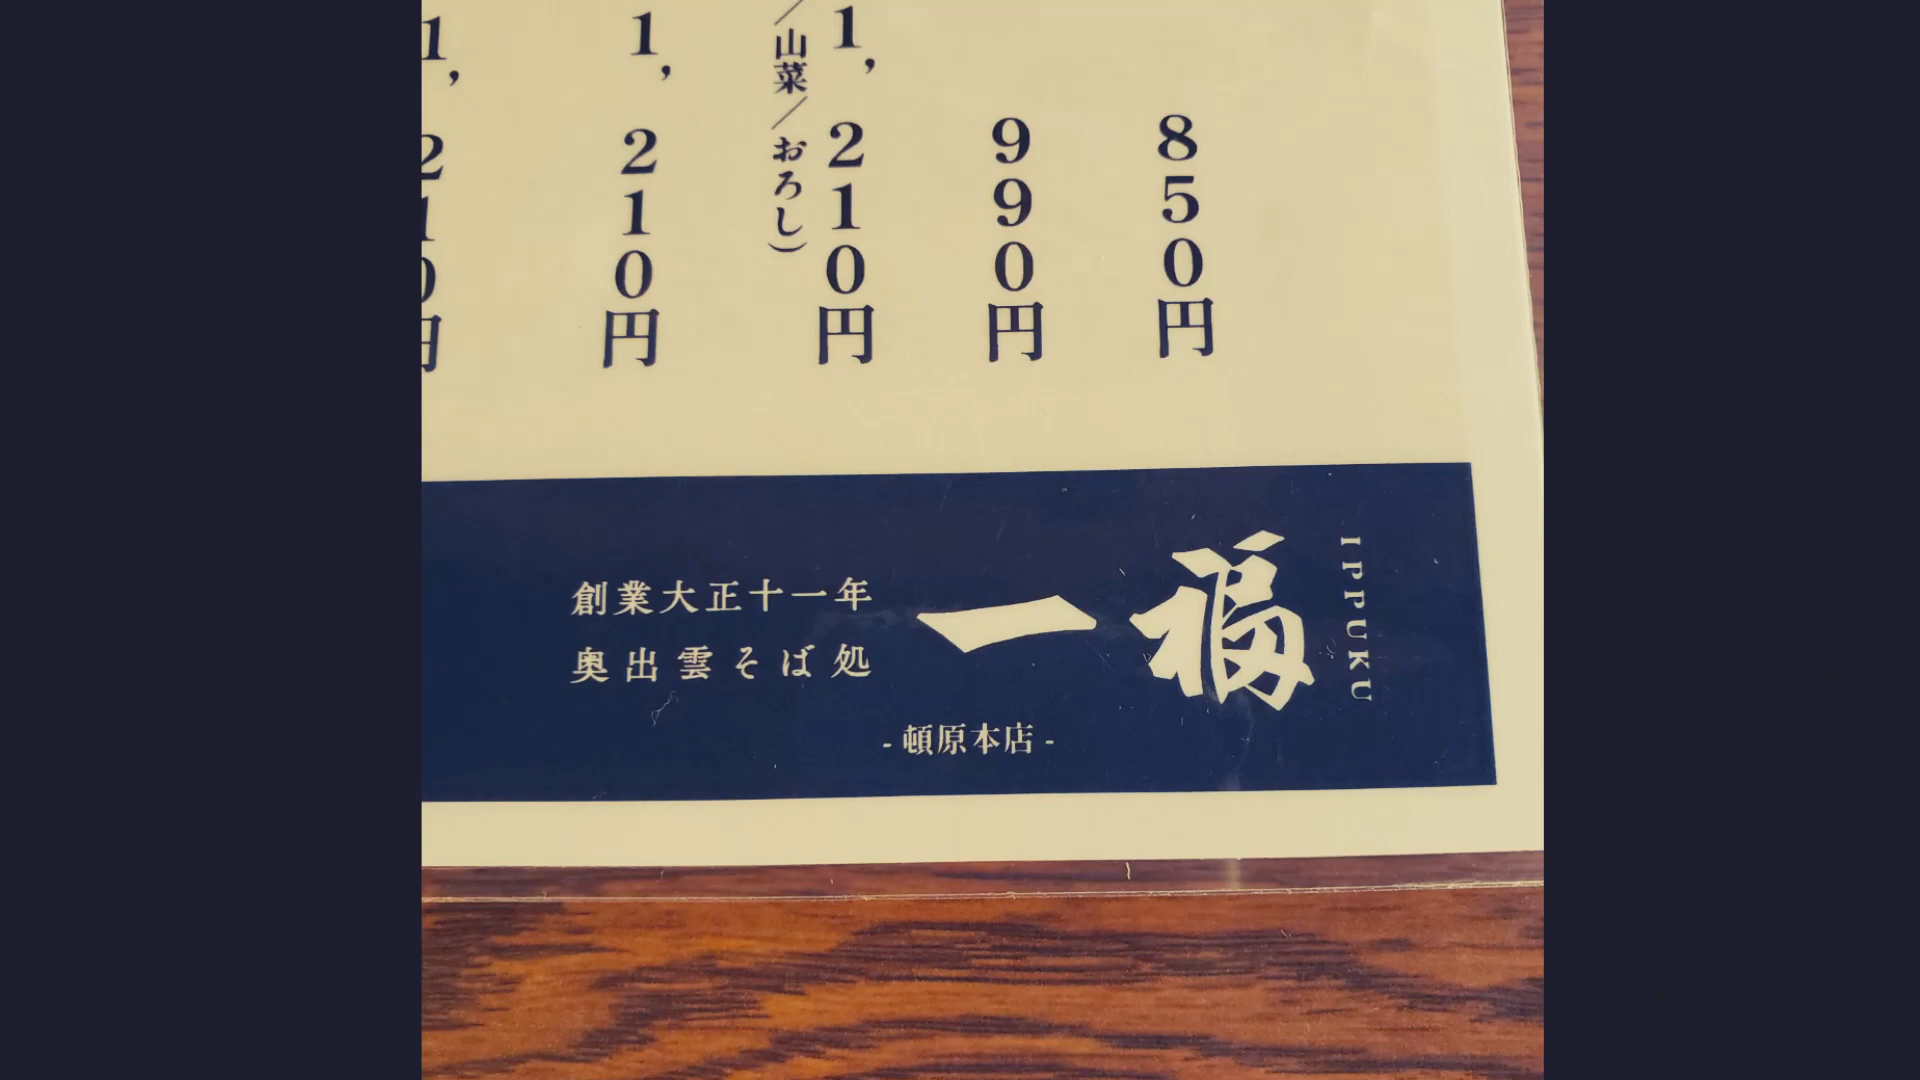 850円
990円
1,210円
/山菜/おろし)
1,210円
1,210円
IPPUKU
一福
創業大正十一年
奥出雲そば処
- 頓原本店 -